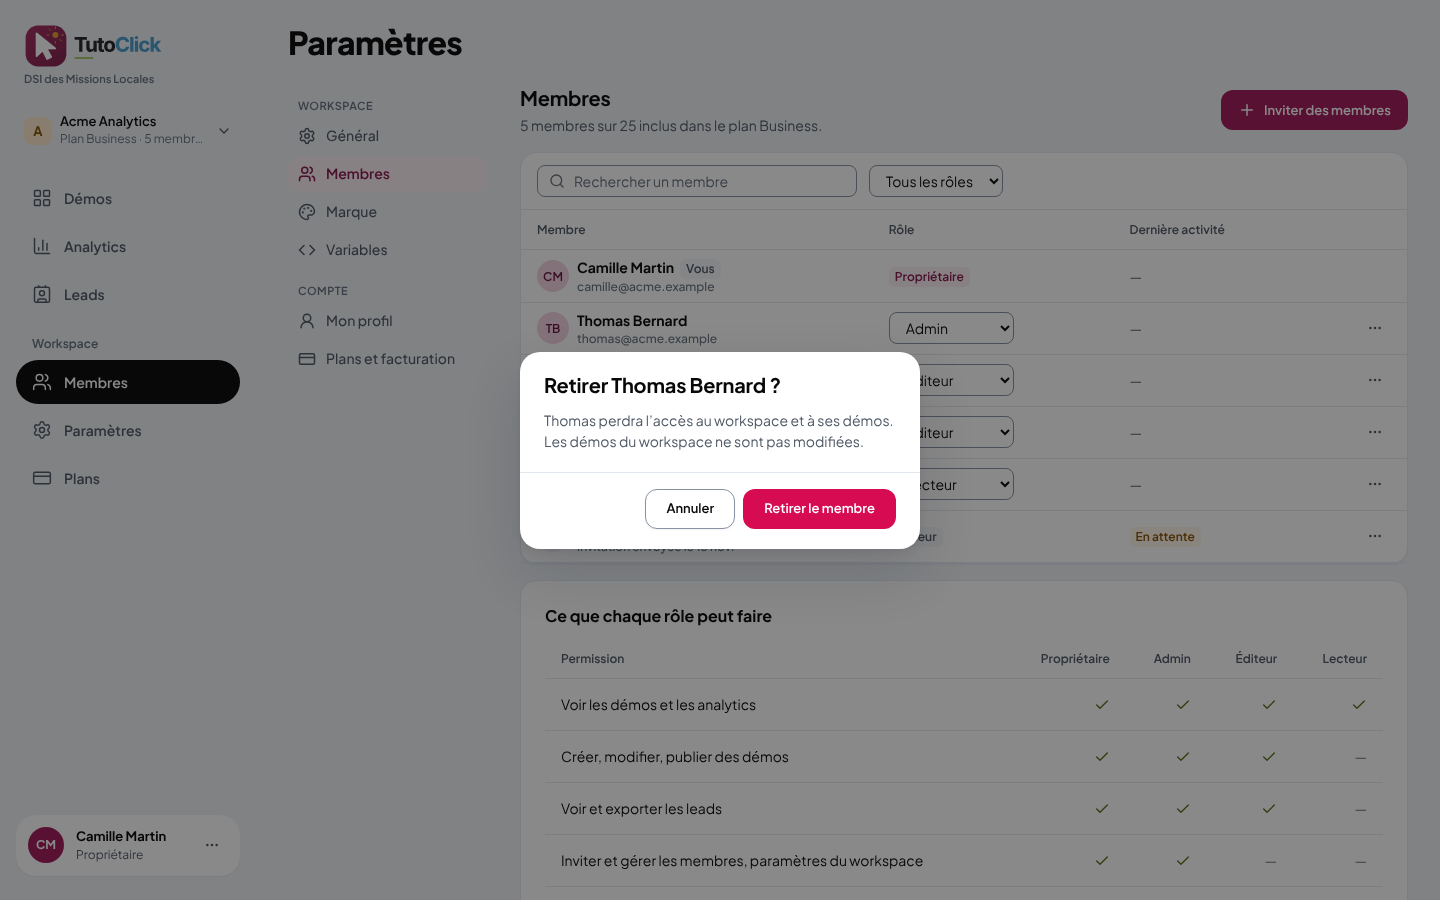 TutoClick
DSI des Missions Locales
A
Acme Analytics
Plan Business · 5 membr...
Démos
Analytics
Leads
Workspace
Membres
Paramètres
Plans
CM
Camille Martin
Propriétaire
Paramètres
WORKSPACE
Général
Membres
Marque
Variables
COMPTE
Mon profil
Plans et facturation
Membres
5 membres sur 25 inclus dans le plan Business.
Inviter des membres
Rechercher un membre
Tous les rôles
Membre Rôle Dernière activité
CM Camille Martin Vous Propriétaire —
camille@acme.example
TB Thomas Bernard Admin —
thomas@acme.example
—
—
—
En attente
Retirer Thomas Bernard ?
Thomas perdra l’accès au workspace et à ses démos.
Les démos du workspace ne sont pas modifiées.
Annuler
Retirer le membre
Ce que chaque rôle peut faire
Permission Propriétaire Admin Éditeur Lecteur
Voir les démos et les analytics
Créer, modifier, publier des démos —
Voir et exporter les leads —
Inviter et gérer les membres, paramètres du workspace — —